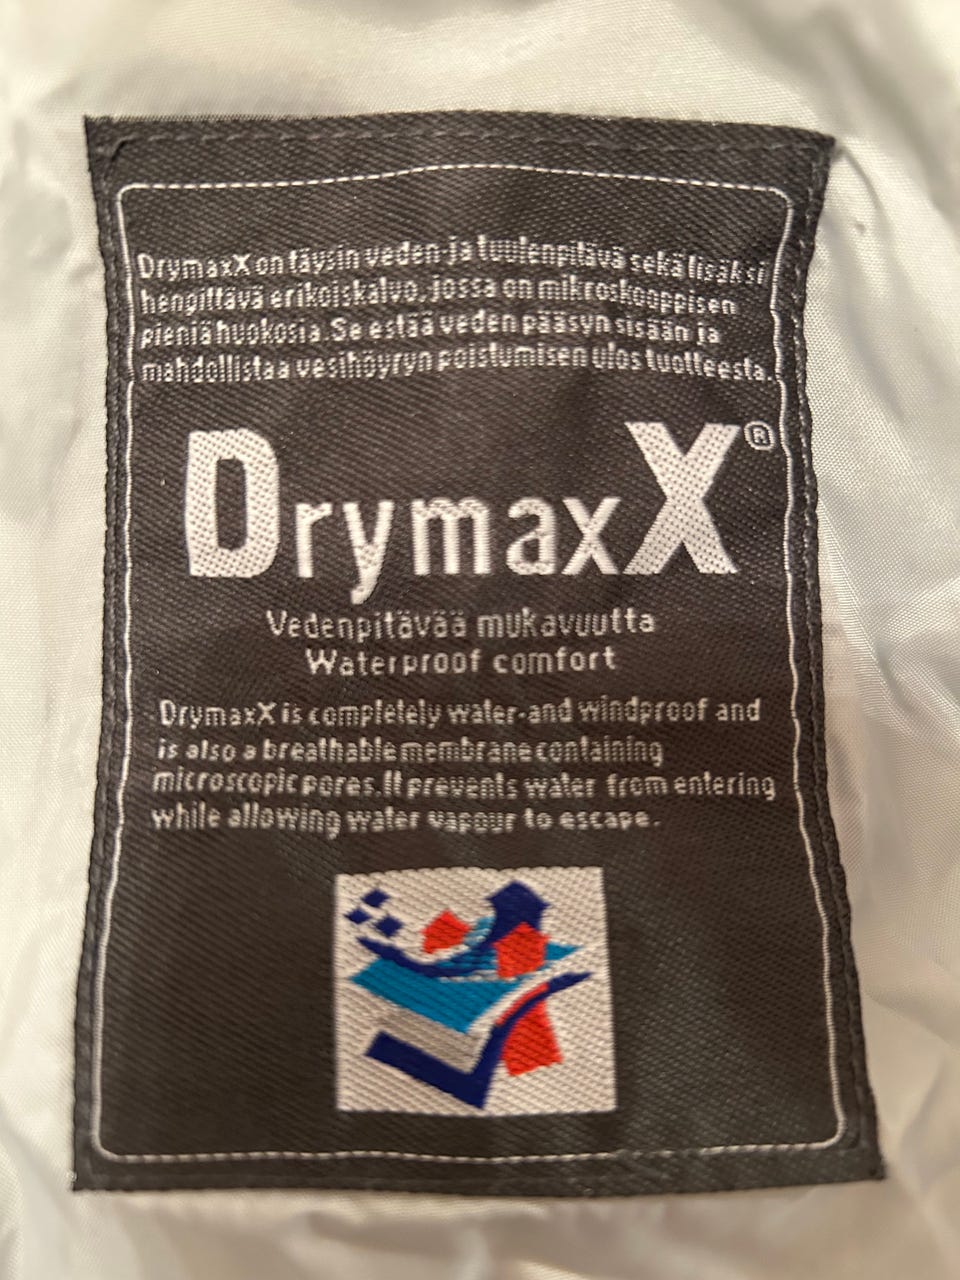 DrymaxX on täysin veden-ja tuulenpitävä sekä lisäksi
hengittävä erikoiskalvo, jossa on mikroskooppisen
pieniä huokosia. Se estää veden pääsyn sisään ja
mahdollistaa vesihöyryn poistumisen ulos tuotteesta.
DrymaxX®
Vedenpitävää mukavuutta
Waterproof comfort
DrymaxX is completely water-and windproof and
is also a breathable membrane containing
microscopic pores. It prevents water from entering
while allowing water vapour to escape.